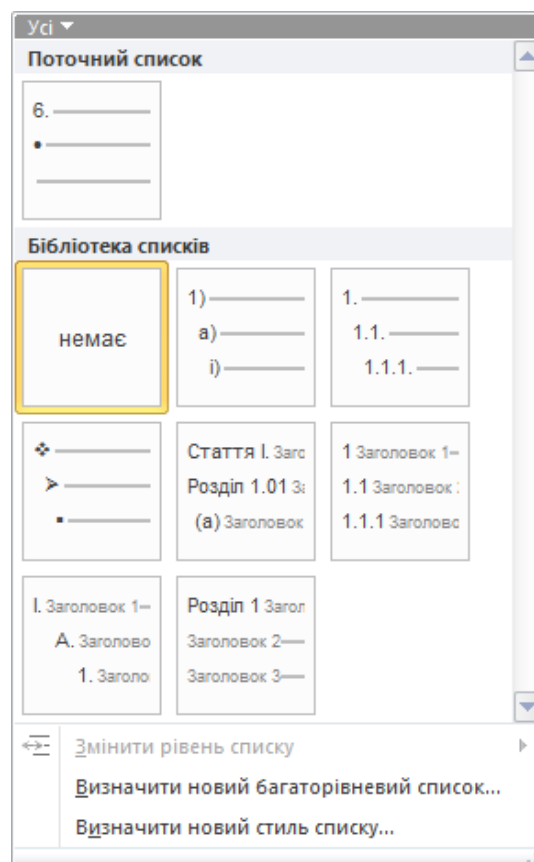 Усі
Поточний список
6.
Бібліотека списків
немає
1)
a)
i)
1.
1.1.
1.1.1.
Стаття I. Заго
Розділ 1.01 За
(a) Заголовок
1 Заголовок 1
1.1 Заголовок 2
1.1.1 Заголово
I. Заголовок 1
A. Заголово
1. Заголо
Розділ 1 Загол
Заголовок 2
Заголовок 3
Змінити рівень списку
Визначити новий багаторівневий список...
Визначити новий стиль списку...